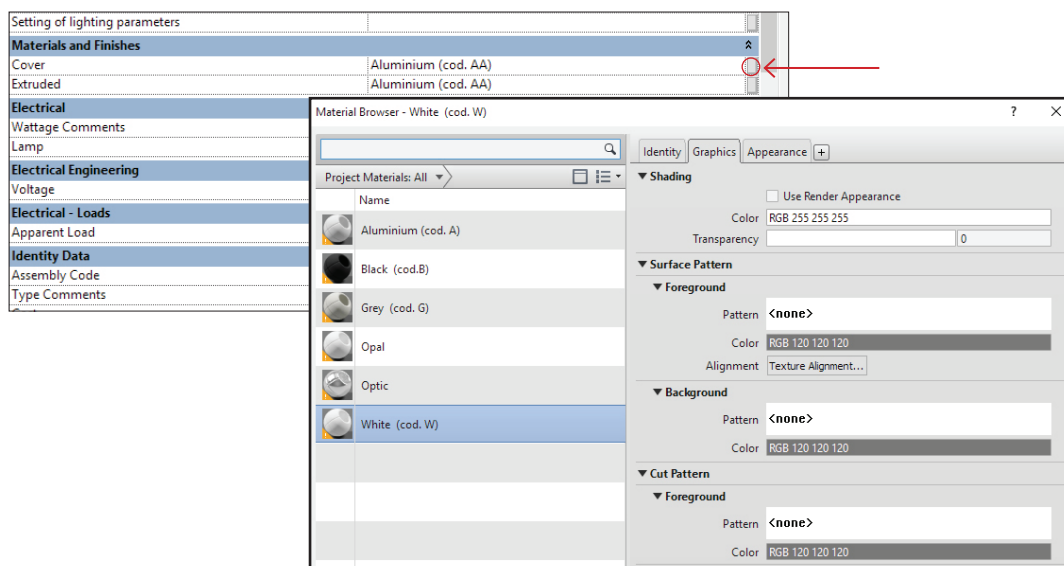 Setting of lighting parameters
Materials and Finishes
Cover Aluminium (cod. AA)
Extruded Aluminium (cod. AA)
Electrical
Wattage Comments
Lamp
Electrical Engineering
Voltage
Electrical - Loads
Apparent Load
Identity Data
Assembly Code
Type Comments
Material Browser - White (cod. W) ?
Project Materials: All
Name
Aluminium (cod. A)
Black (cod.B)
Grey (cod. G)
Opal
Optic
White (cod. W)
Identity Graphics Appearance +
Shading
Use Render Appearance
Color RGB 255 255 255
Transparency 0
Surface Pattern
Foreground
Pattern <none>
Color RGB 120 120 120
Alignment Texture Alignment...
Background
Pattern <none>
Color RGB 120 120 120
Cut Pattern
Foreground
Pattern <none>
Color RGB 120 120 120